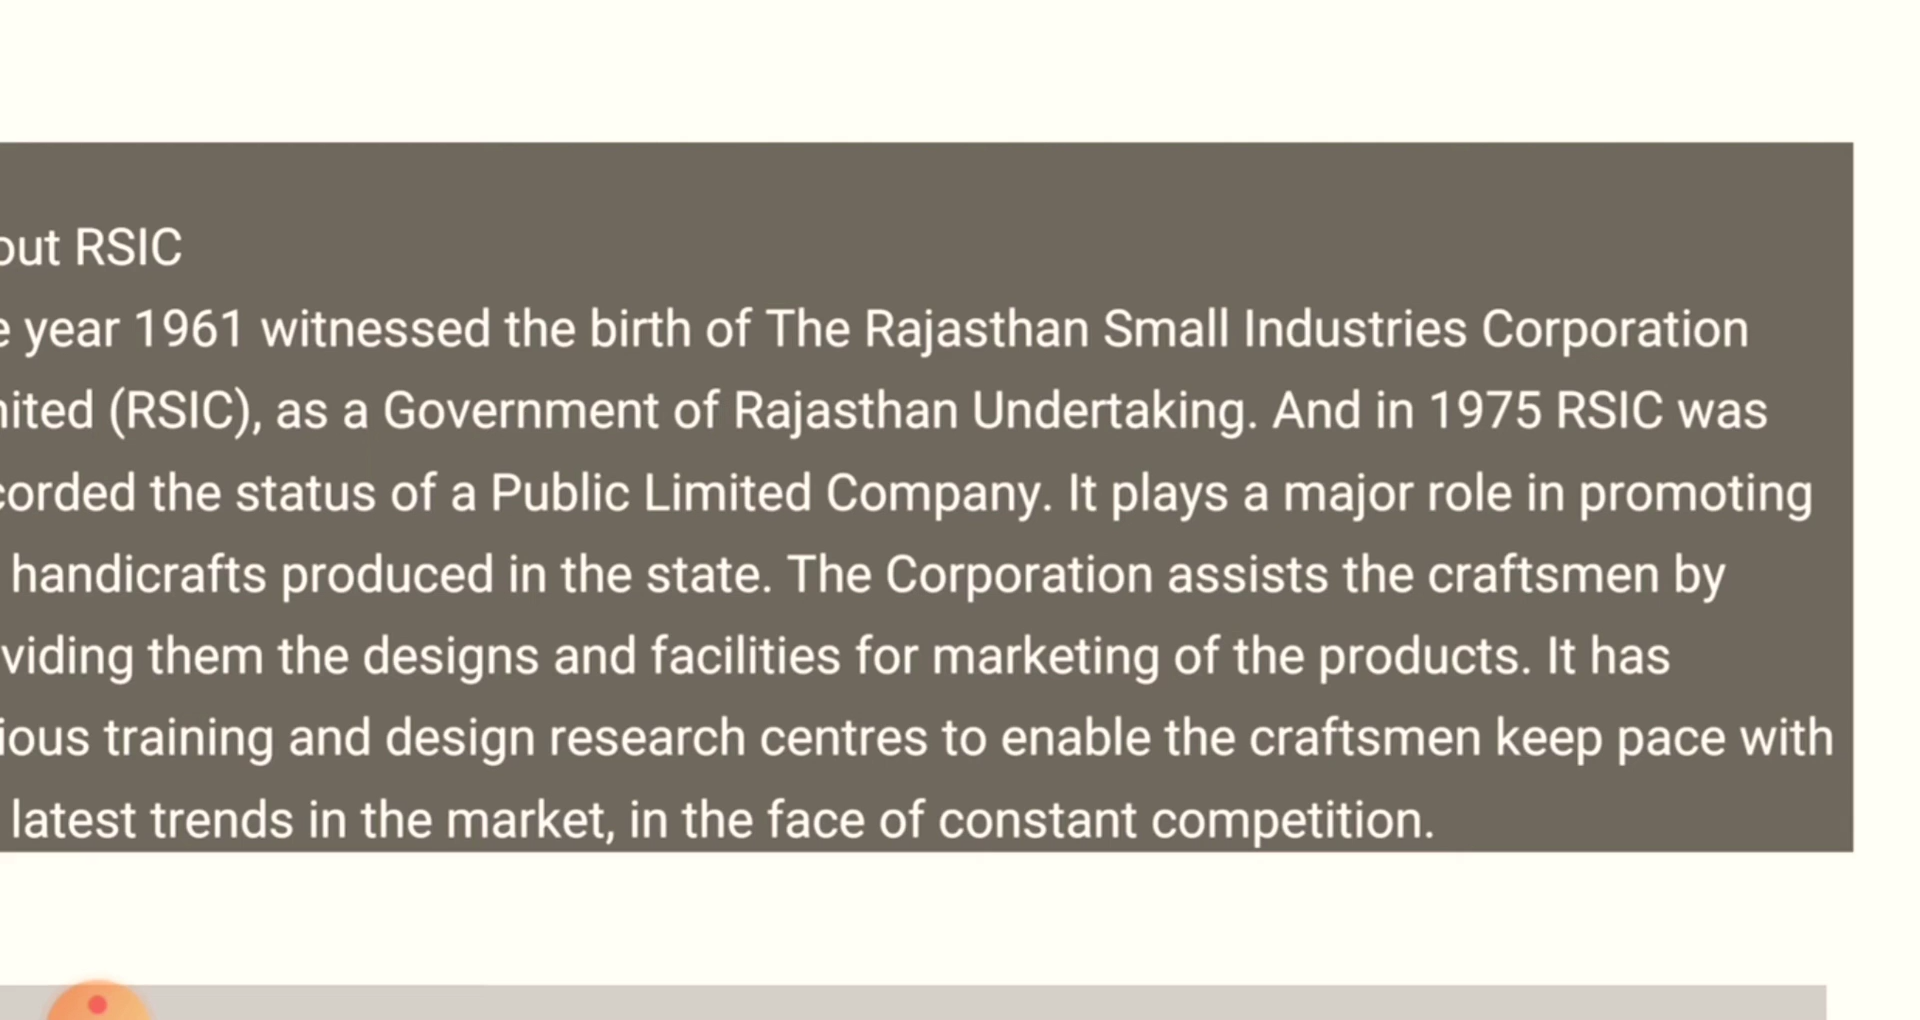 out RSIC
year 1961 witnessed the birth of The Rajasthan Small Industries Corporation
ited (RSIC), as a Government of Rajasthan Undertaking. And in 1975 RSIC was
corded the status of a Public Limited Company. It plays a major role in promoting
handicrafts produced in the state. The Corporation assists the craftsmen by
viding them the designs and facilities for marketing of the products. It has
ious training and design research centres to enable the craftsmen keep pace with
latest trends in the market, in the face of constant competition.